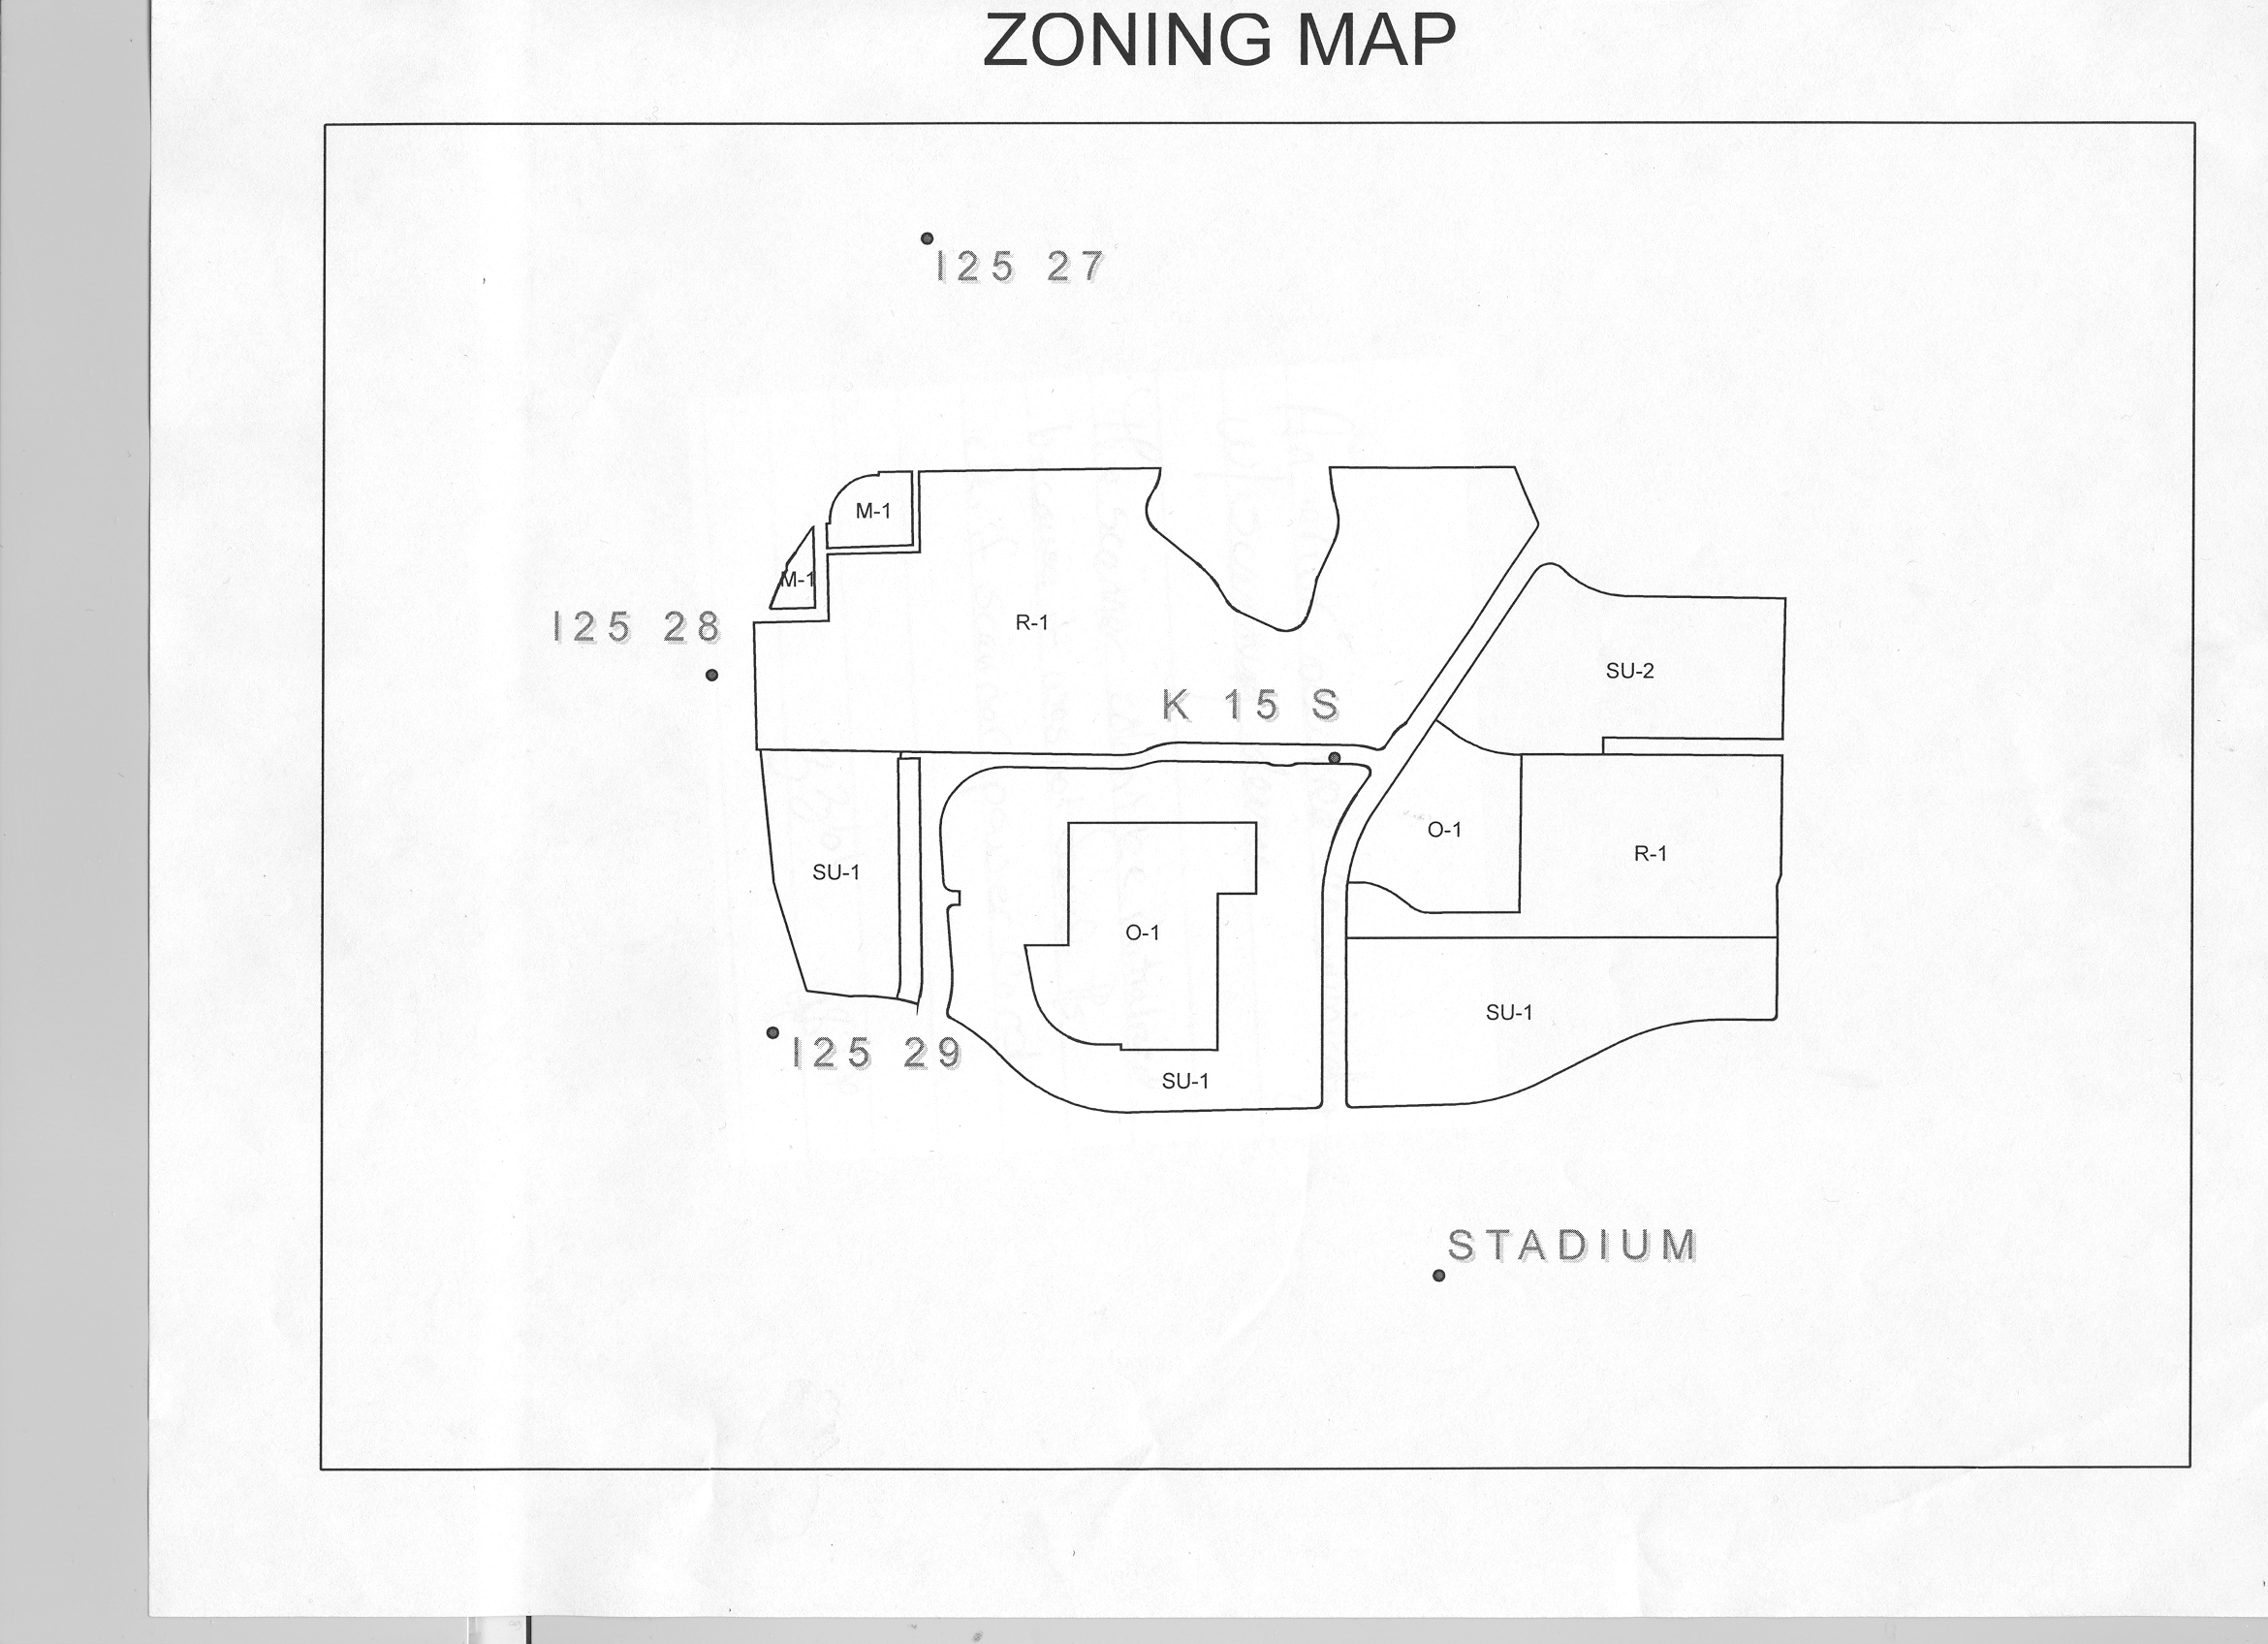 ZONING MAP
I25 27
M-1
M-1
R-1
I25 28
SU-2
K 15 S
O-1
R-1
SU-1
O-1
SU-1
I25 29
SU-1
STADIUM